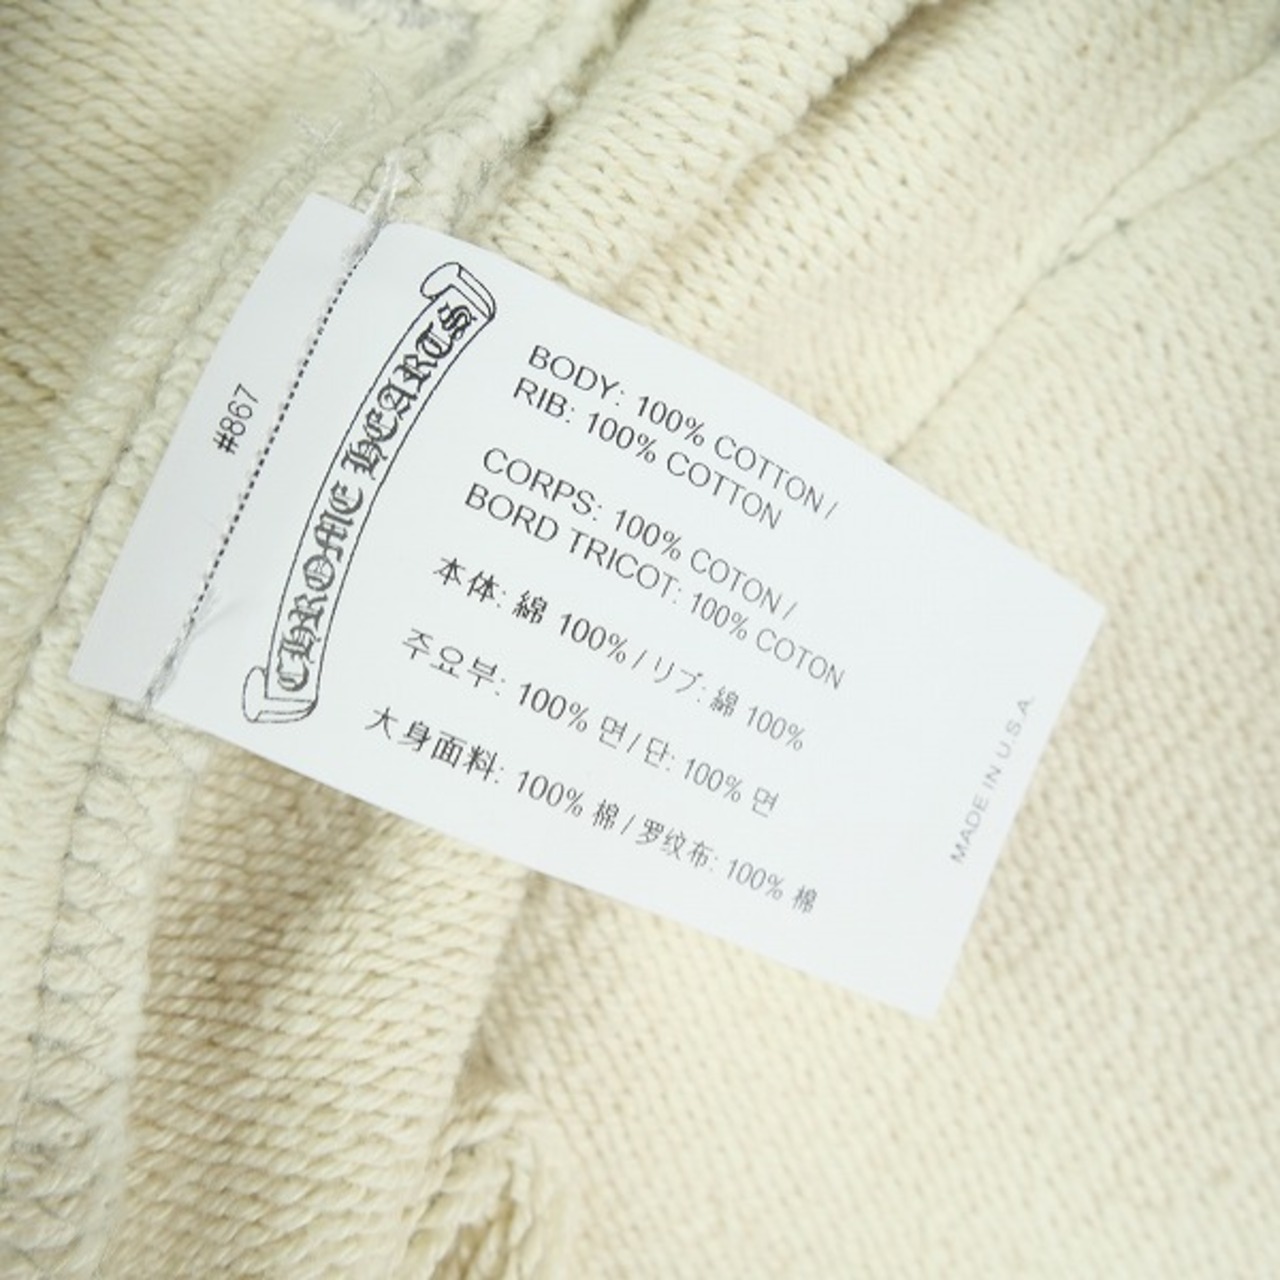 #867
CHROME HEARTS
BODY: 100% COTTON /
RIB: 100% COTTON
CORPS: 100% COTON /
BORD TRICOT: 100% COTON
本体: 綿 100% / リブ: 綿 100%
주요부: 100% 면 / 단: 100% 면
大身面料: 100% 棉 / 罗纹布: 100% 棉
MADE IN U.S.A.